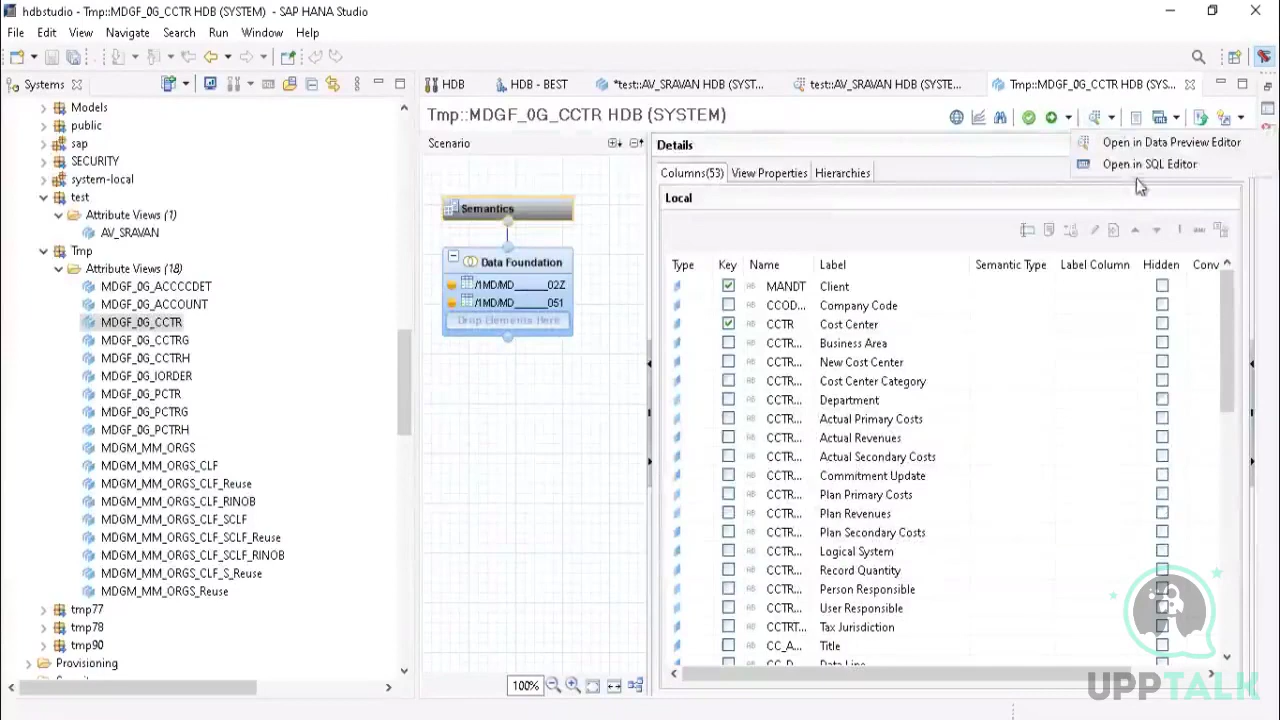 hdbstudio - Tmp::MDGF_0G_CCTR HDB (SYSTEM) - SAP HANA Studio
File Edit View Navigate Search Run Window Help
Systems
HDB
HDB - BEST
*test::AV_SRAVAN HDB (SYST...
test::AV_SRAVAN HDB (SYSTE...
Tmp::MDGF_0G_CCTR HDB (SYS...
Models
public
sap
SECURITY
system-local
test
Attribute Views (1)
AV_SRAVAN
Tmp
Attribute Views (18)
MDGF_0G_ACCCCDET
MDGF_0G_ACCOUNT
MDGF_0G_CCTR
MDGF_0G_CCTRG
MDGF_0G_CCTRH
MDGF_0G_IORDER
MDGF_0G_PCTR
MDGF_0G_PCTRG
MDGF_0G_PCTRH
MDGM_MM_ORGS
MDGM_MM_ORGS_CLF
MDGM_MM_ORGS_CLF_Reuse
MDGM_MM_ORGS_CLF_RINOB
MDGM_MM_ORGS_CLF_SCLF
MDGM_MM_ORGS_CLF_SCLF_Reuse
MDGM_MM_ORGS_CLF_SCLF_RINOB
MDGM_MM_ORGS_CLF_S_Reuse
MDGM_MM_ORGS_Reuse
tmp77
tmp78
tmp90
Provisioning
Tmp::MDGF_0G_CCTR HDB (SYSTEM)
Scenario
Semantics
Data Foundation
/1MD/MD______02Z
/1MD/MD______051
Drop Elements Here
100%
Details
Open in Data Preview Editor
Open in SQL Editor
Columns(53) View Properties Hierarchies
Local
Type Key Name Label Semantic Type Label Column Hidden Conv
MANDT Client
CCOD... Company Code
CCTR Cost Center
CCTR... Business Area
CCTR... New Cost Center
CCTR... Cost Center Category
CCTR... Department
CCTR... Actual Primary Costs
CCTR... Actual Revenues
CCTR... Actual Secondary Costs
CCTR... Commitment Update
CCTR... Plan Primary Costs
CCTR... Plan Revenues
CCTR... Plan Secondary Costs
CCTR... Logical System
CCTR... Record Quantity
CCTR... Person Responsible
CCTR... User Responsible
CCTRT... Tax Jurisdiction
CC_A... Title
UPPTALK